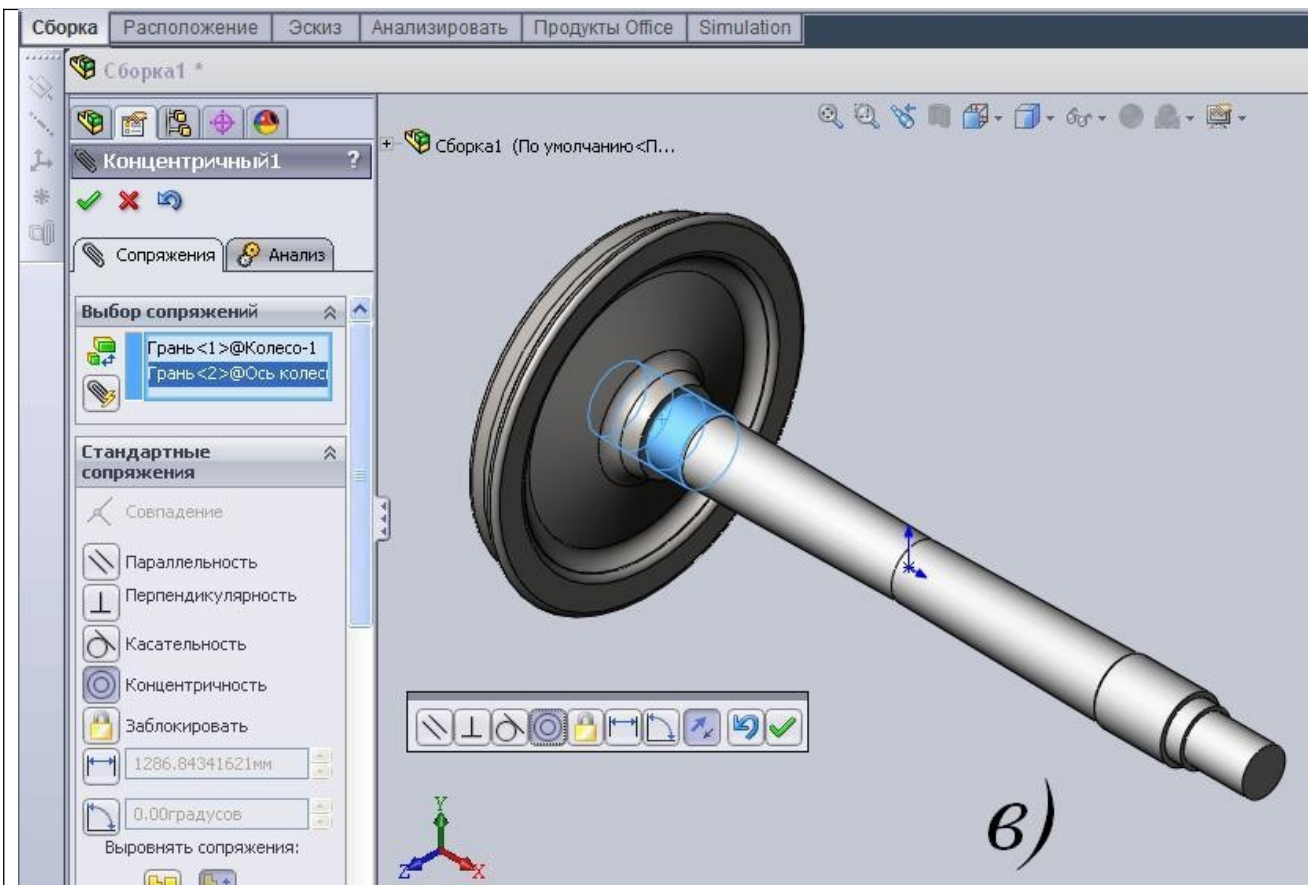 Сборка Расположение Эскиз Анализировать Продукты Office Simulation
Сборка1 *
Концентричный1 ?
Сопряжения Анализ
Выбор сопряжений
Грань<1>@Колесо-1
Грань<2>@Ось колес
Стандартные
сопряжения
Совпадение
Параллельность
Перпендикулярность
Касательность
Концентричность
Заблокировать
1286.84341621мм
0.00градусов
Выровнять сопряжения:
Сборка1 (По умолчанию<П...
Y
Z X
в)